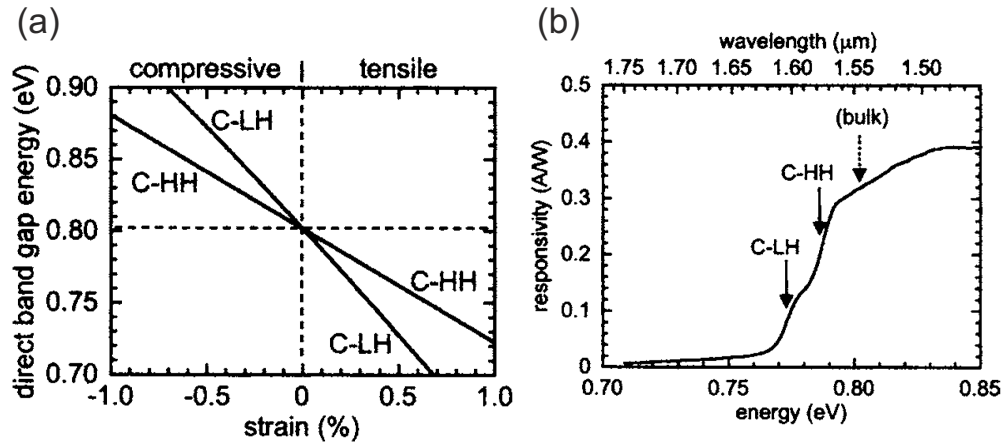 (a)
compressive
tensile
direct band gap energy (eV)
0.90
0.85
0.80
0.75
0.70
C-LH
C-HH
C-HH
C-LH
-1.0
-0.5
0
0.5
1.0
strain (%)
(b)
wavelength (μm)
1.75
1.70
1.65
1.60
1.55
1.50
responsivity (A/W)
0.5
0.4
0.3
0.2
0.1
0
(bulk)
C-HH
C-LH
0.70
0.75
0.80
0.85
energy (eV)